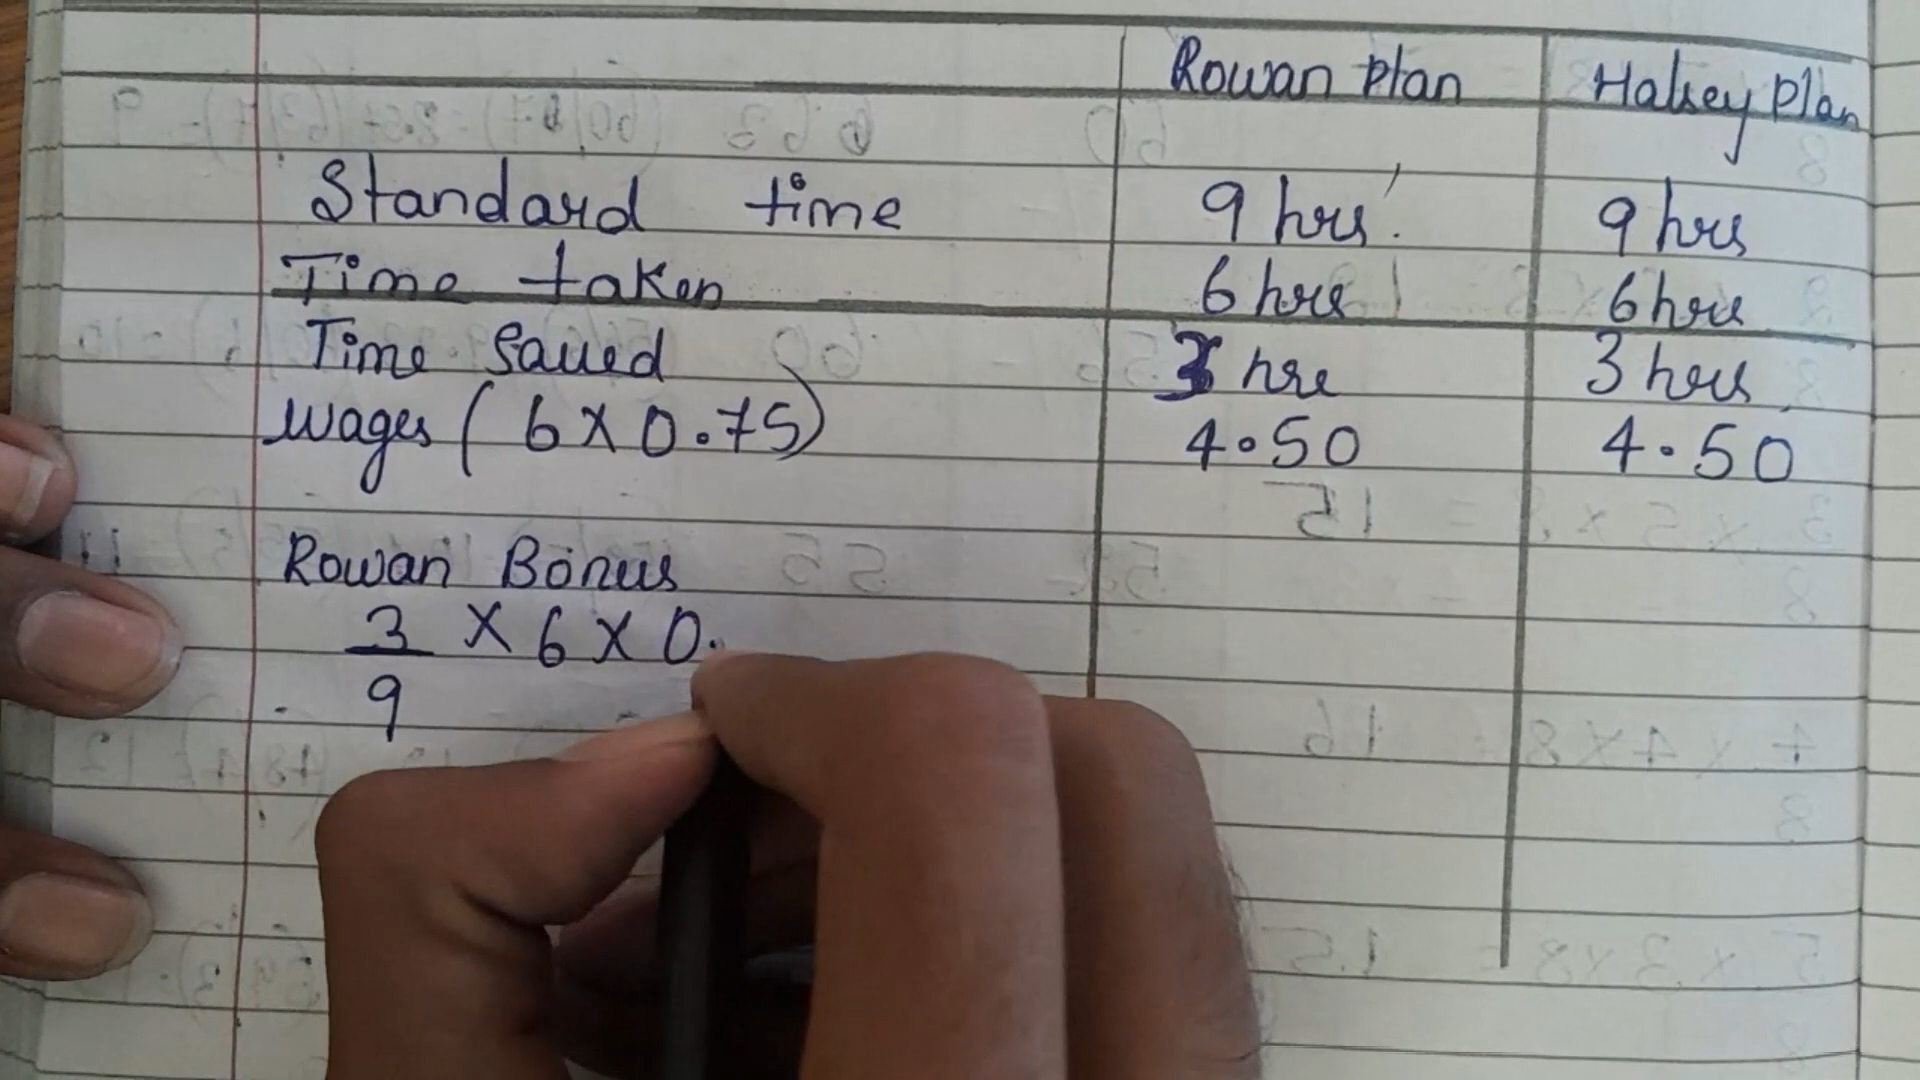 Rowan Plan Halsey Plan
Standard time 9 hrs. 9 hrs
Time taken 6 hrs 6 hrs
Time saved 3 hrs 3 hrs
Wages (6 x 0.75) 4.50 4.50
Rowan Bonus
3/9 x 6 x 0.